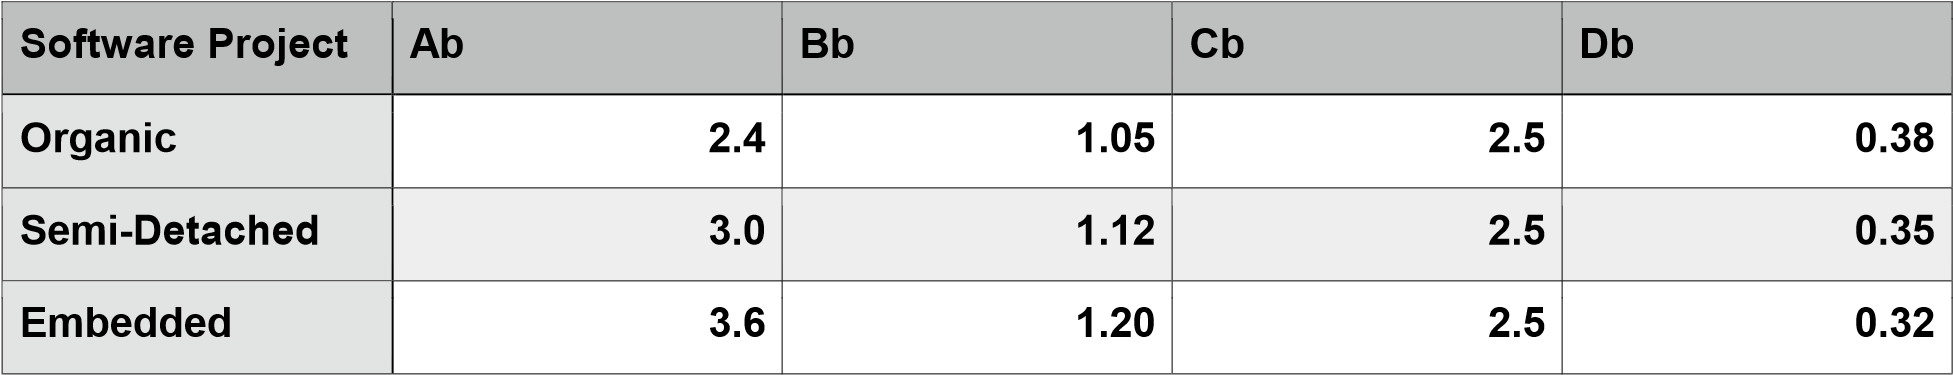 Software Project Ab Bb Cb Db
Organic 2.4 1.05 2.5 0.38
Semi-Detached 3.0 1.12 2.5 0.35
Embedded 3.6 1.20 2.5 0.32